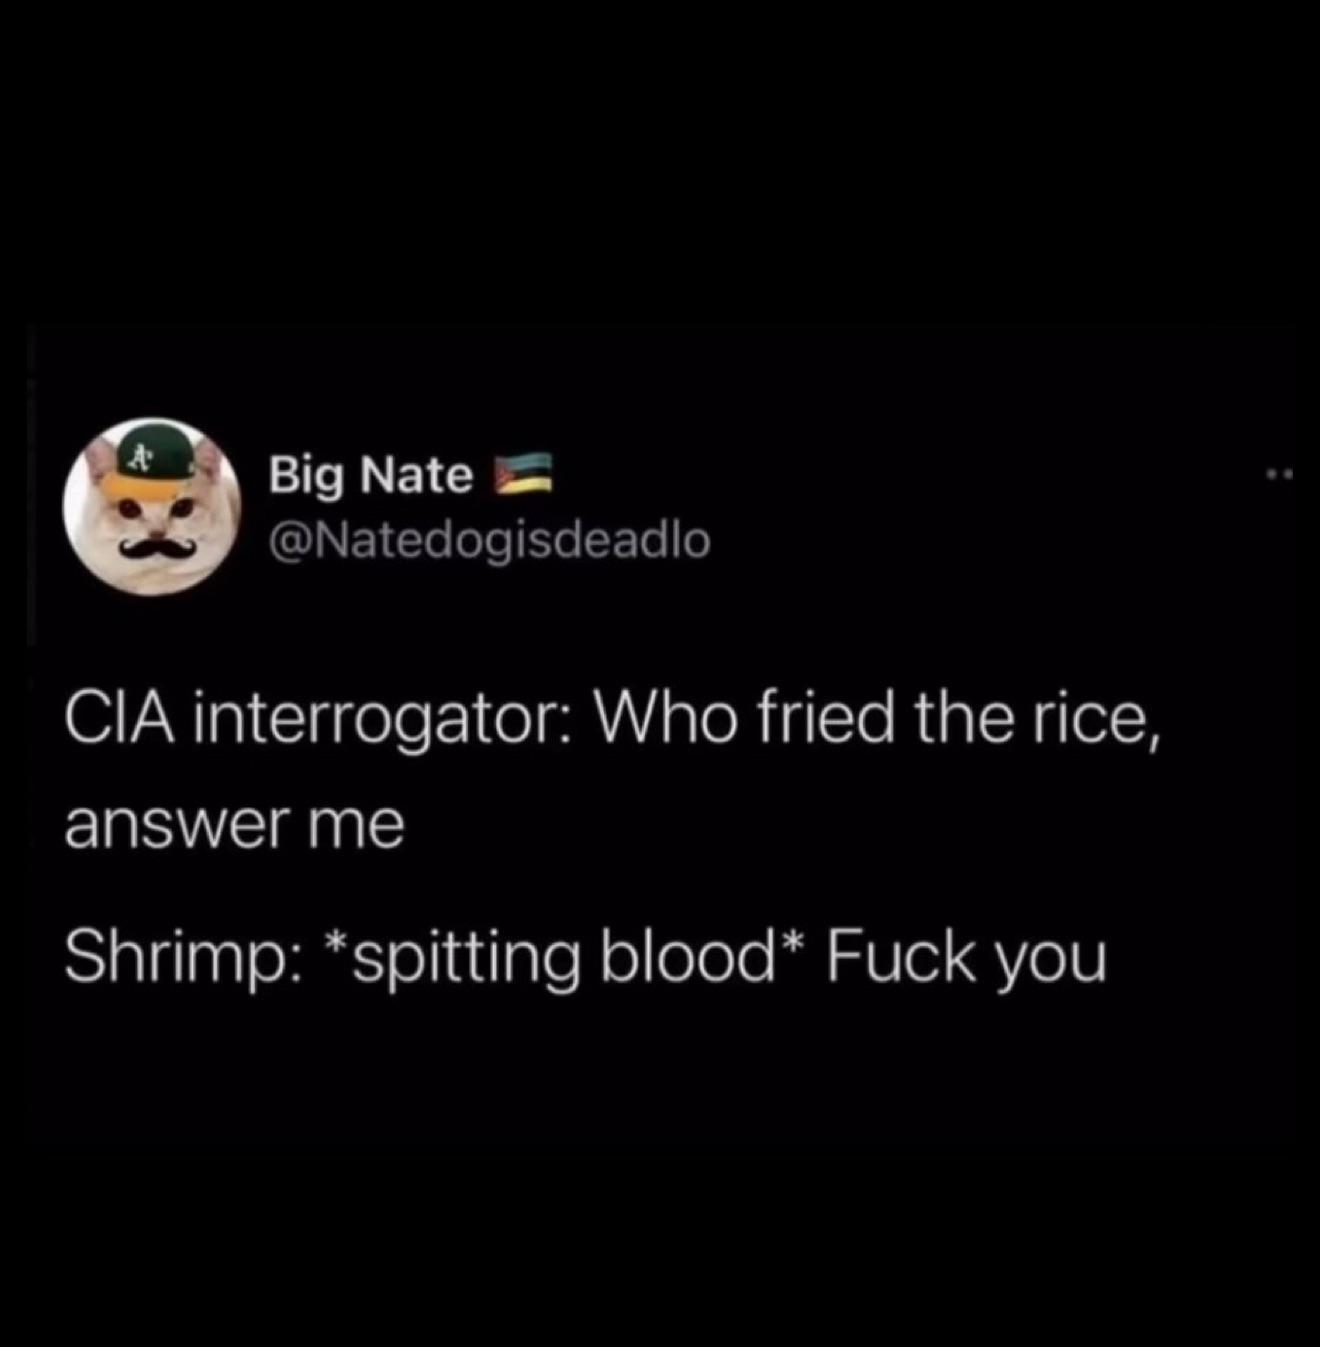 Big Nate 🇲🇿
@Natedogisdeadlo
CIA interrogator: Who fried the rice,
answer me
Shrimp: *spitting blood* Fuck you